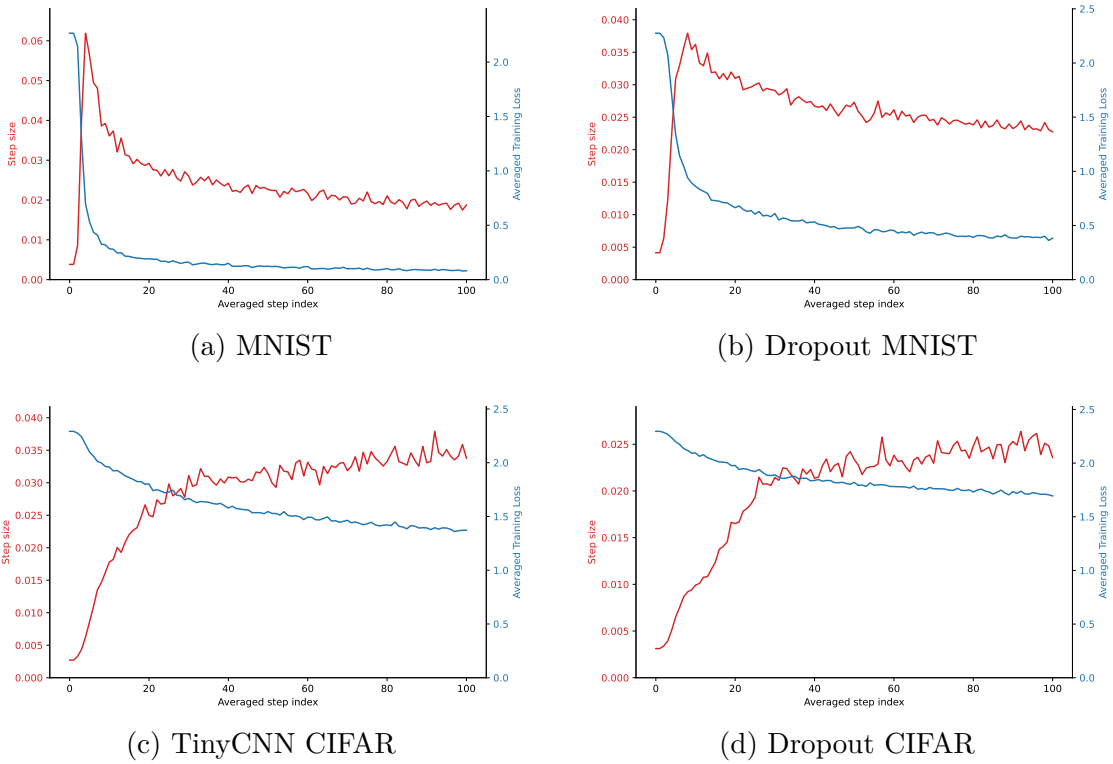 0.06
0.05
0.04
0.03
0.02
0.01
0.00
Step size
2.0
1.5
1.0
0.5
0.0
Averaged Training Loss
0 20 40 60 80 100
Averaged step index
(a) MNIST
0.040
0.035
0.030
0.025
0.020
0.015
0.010
0.005
0.000
Step size
2.5
2.0
1.5
1.0
0.5
0.0
Averaged Training Loss
0 20 40 60 80 100
Averaged step index
(b) Dropout MNIST
0.040
0.035
0.030
0.025
0.020
0.015
0.010
0.005
0.000
Step size
2.5
2.0
1.5
1.0
0.5
0.0
Averaged Training Loss
0 20 40 60 80 100
Averaged step index
(c) TinyCNN CIFAR
0.025
0.020
0.015
0.010
0.005
0.000
Step size
2.5
2.0
1.5
1.0
0.5
0.0
Averaged Training Loss
0 20 40 60 80 100
Averaged step index
(d) Dropout CIFAR